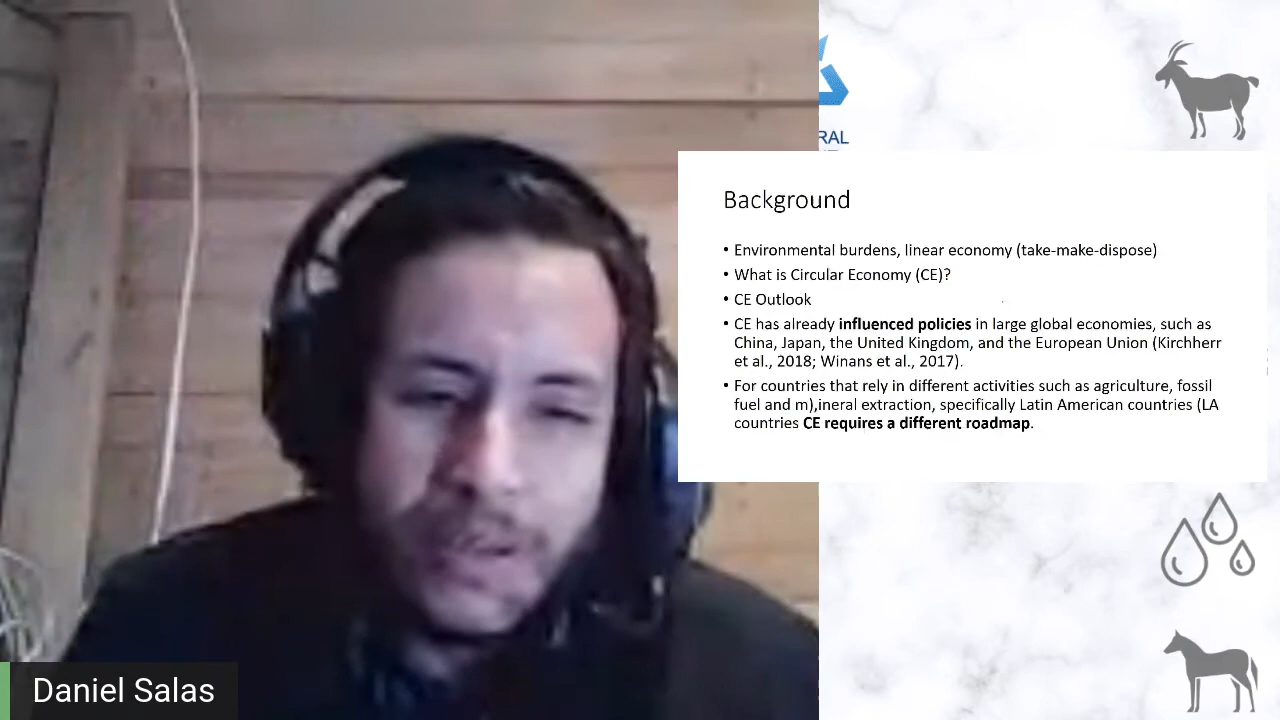 RAL
Background
• Environmental burdens, linear economy (take-make-dispose)
• What is Circular Economy (CE)?
• CE Outlook
• CE has already influenced policies in large global economies, such as
China, Japan, the United Kingdom, and the European Union (Kirchherr
et al., 2018; Winans et al., 2017).
• For countries that rely in different activities such as agriculture, fossil
fuel and m),ineral extraction, specifically Latin American countries (LA
countries CE requires a different roadmap.
Daniel Salas